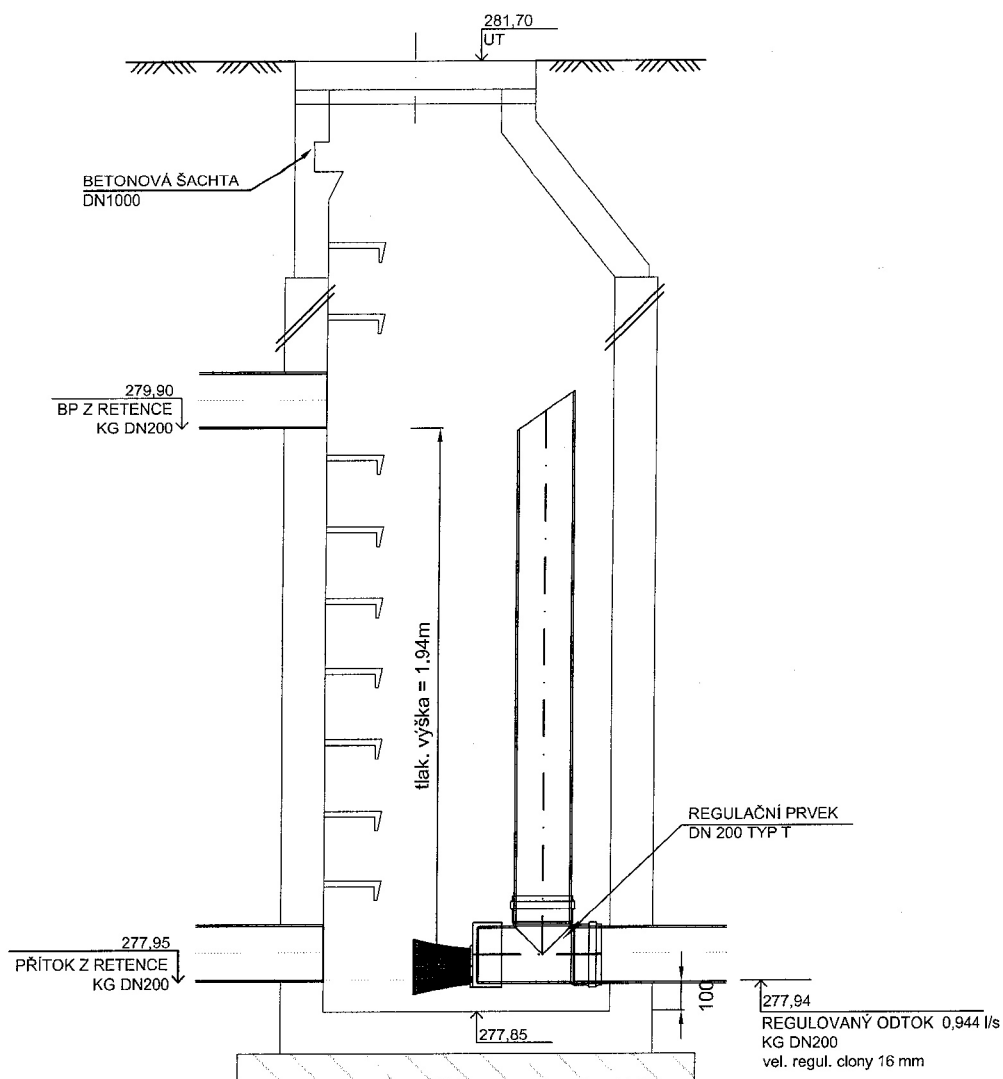 281,70
UT
BETONOVÁ ŠACHTA
DN1000
279,90
BP Z RETENCE
KG DN200
tlak. výška = 1.94m
REGULAČNÍ PRVEK
DN 200 TYP T
277,95
PŘÍTOK Z RETENCE
KG DN200
100
277,85
277,94
REGULOVANÝ ODTOK 0,944 l/s
KG DN200
vel. regul. clony 16 mm